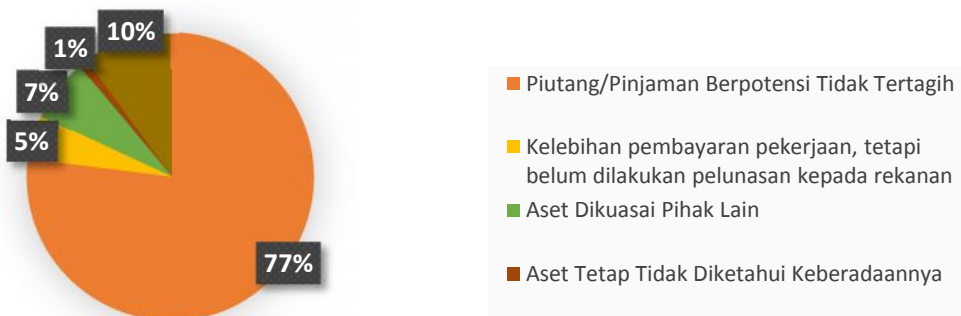 10%
1%
7%
5%
77%
Piutang/Pinjaman Berpotensi Tidak Tertagih
Kelebihan pembayaran pekerjaan, tetapi
belum dilakukan pelunasan kepada rekanan
Aset Dikuasai Pihak Lain
Aset Tetap Tidak Diketahui Keberadaannya